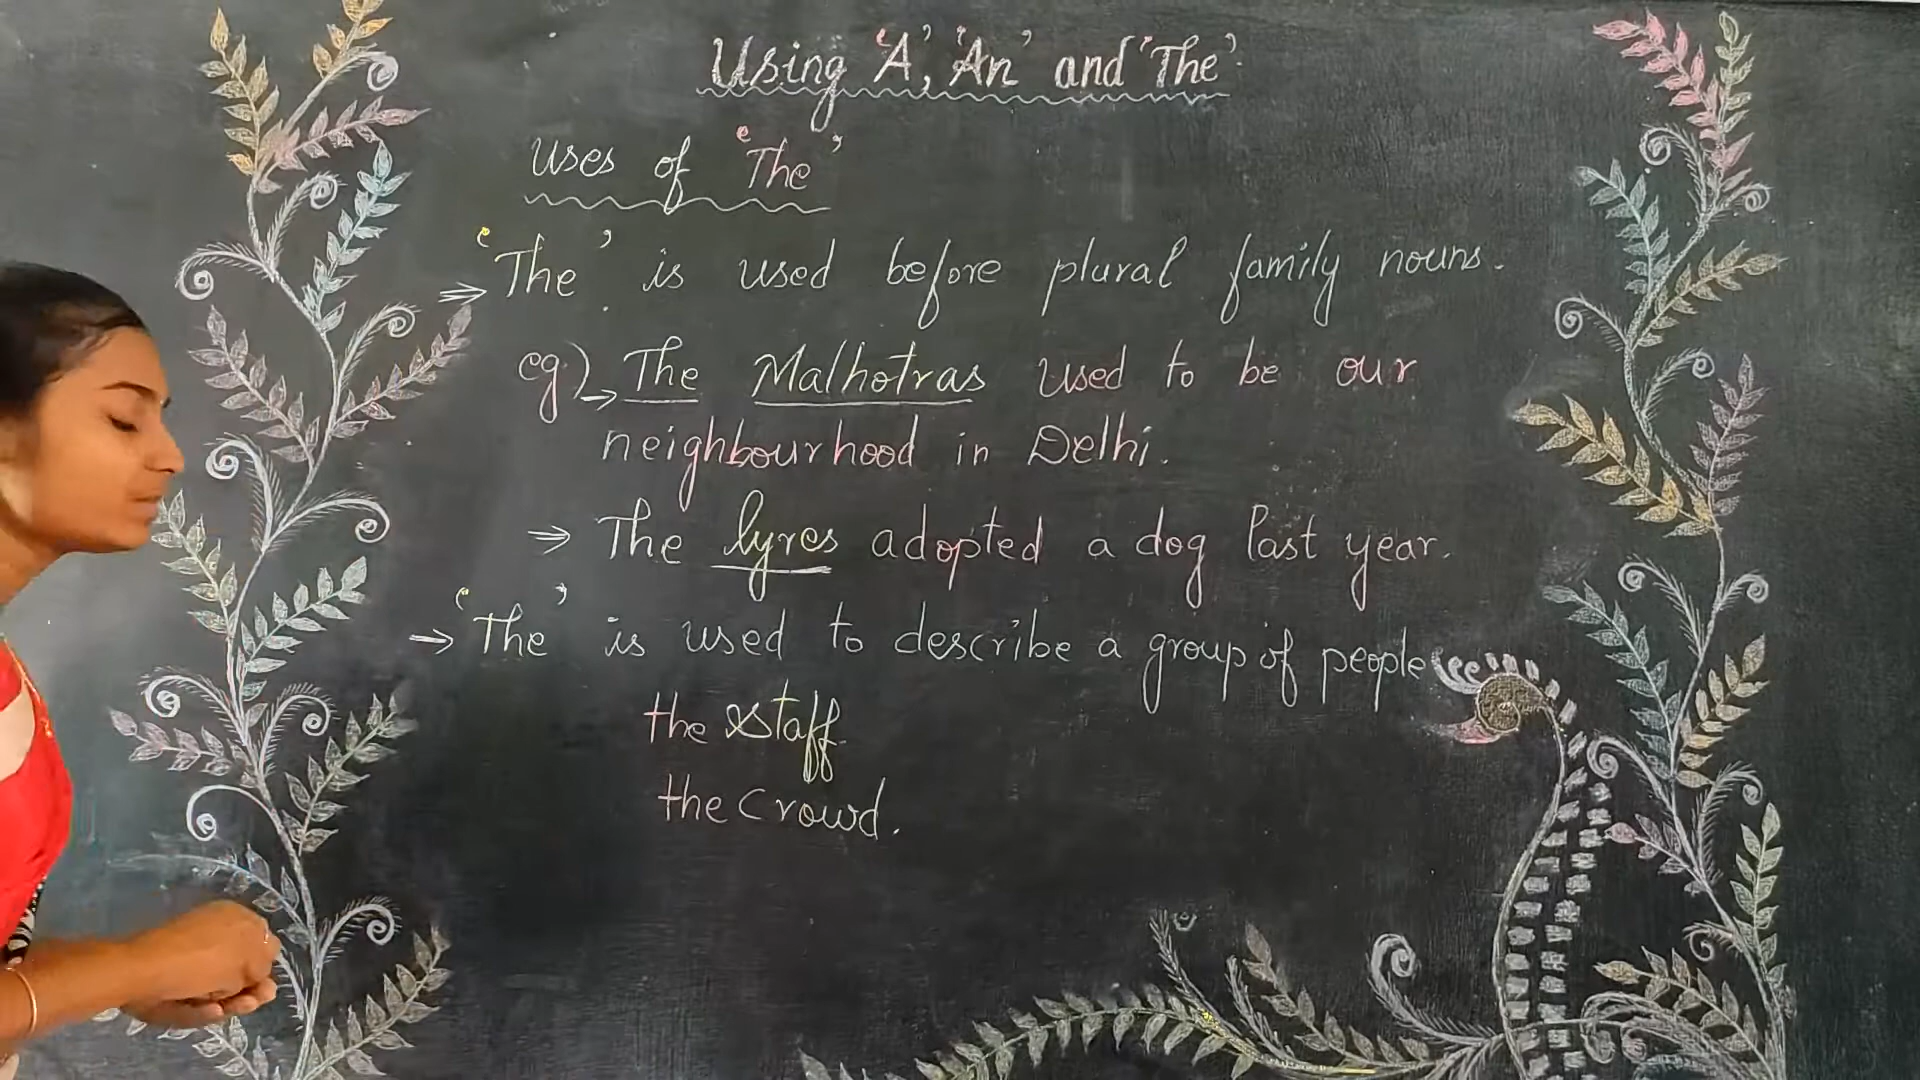 Using 'A', 'An' and 'The'
Uses of 'The'
⇒ 'The' is used before plural family nouns.
eg) → The Malhotras used to be our
neighbourhood in Delhi.
⇒ The lyres adopted a dog last year.
→ 'The' is used to describe a group of people
the staff
the crowd.